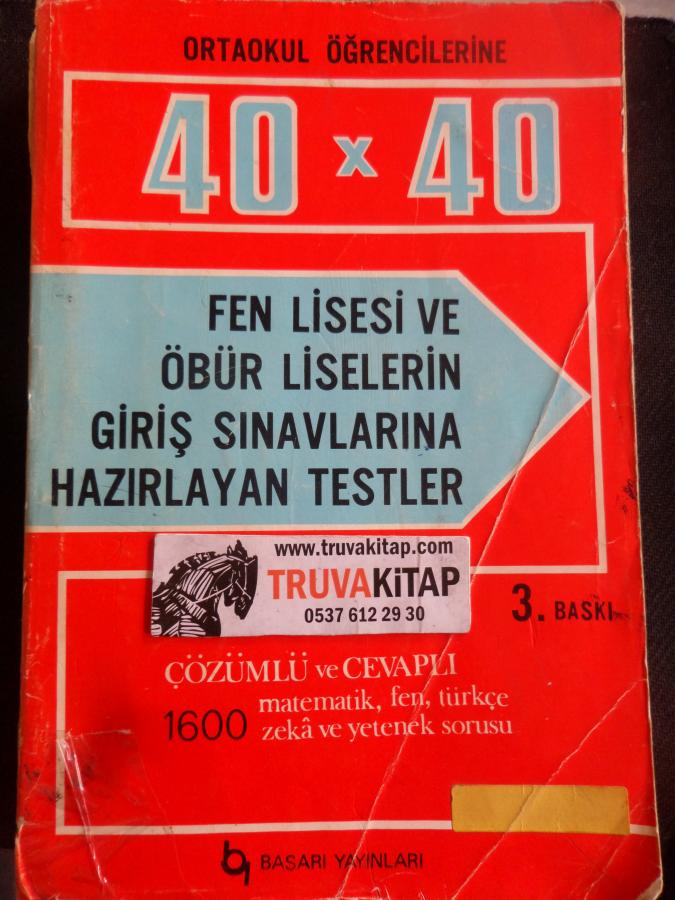 ORTAOKUL ÖĞRENCİLERİNE
40 x 40
FEN LİSESİ VE
ÖBÜR LİSELERİN
GİRİŞ SINAVLARINA
HAZIRLAYAN TESTLER
www.truvakitap.com
TRUVAKİTAP
0537 612 29 30
3. BASKI
ÇÖZÜMLÜ ve CEVAPLI
1600 matematik, fen, türkçe
zekâ ve yetenek sorusu
BAŞARI YAYINLARI